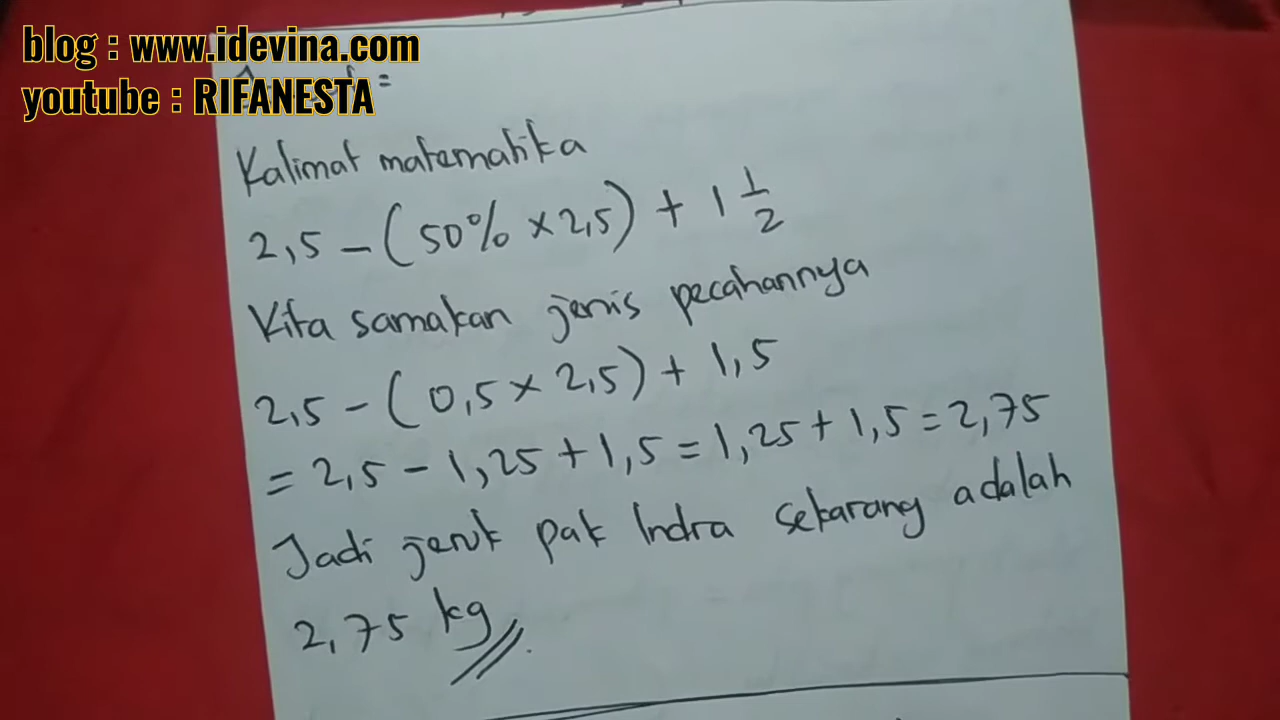 blog : www.idevina.com
youtube : RIFANESTA
Kalimat matematika
2,5 - (50% x 2,5) + 1 1/2
Kita samakan jenis pecahannya
2,5 - (0,5 x 2,5) + 1,5
= 2,5 - 1,25 + 1,5 = 1,25 + 1,5 = 2,75
Jadi jeruk pak Indra sekarang adalah
2,75 kg